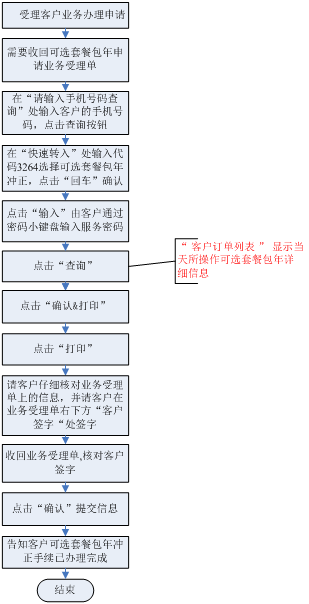 受理客户业务办理申请
需要收回可选套餐包年申
请业务受理单
在“请输入手机号码查
询”处输入客户的手机号
码，点击查询按钮
在“快速转入”处输入代
码3264选择可选套餐包年
冲正，点击“回车”确认
点击“输入”由客户通过
密码小键盘输入服务密码
点击“查询”
“ 客户订单列表 ” 显示当
天所操作可选套餐包年详
细信息
点击“确认&打印”
点击“打印”
请客户仔细核对业务受理
单上的信息，并请客户在
业务受理单右下方“客户
签字“处签字
收回业务受理单,核对客户
签字
点击“确认”提交信息
告知客户可选套餐包年冲
正手续已办理完成
结束